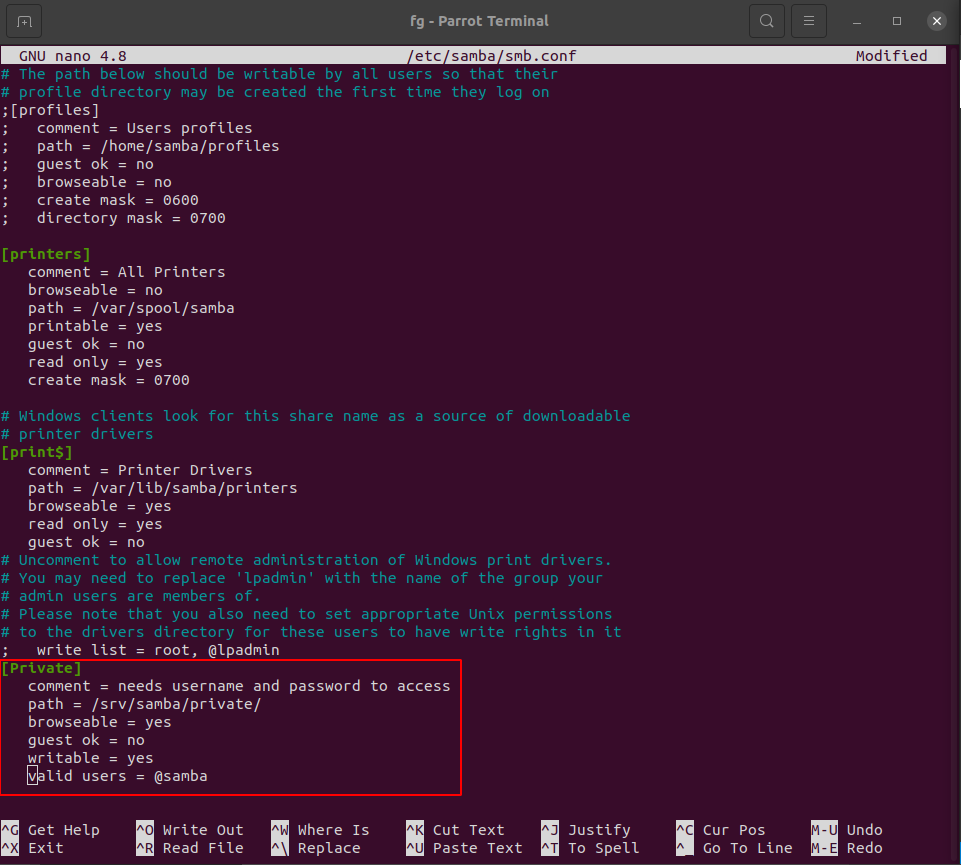 fg - Parrot Terminal
GNU nano 4.8 /etc/samba/smb.conf Modified
# The path below should be writable by all users so that their
# profile directory may be created the first time they log on
;[profiles]
;   comment = Users profiles
;   path = /home/samba/profiles
;   guest ok = no
;   browseable = no
;   create mask = 0600
;   directory mask = 0700
[printers]
   comment = All Printers
   browseable = no
   path = /var/spool/samba
   printable = yes
   guest ok = no
   read only = yes
   create mask = 0700
# Windows clients look for this share name as a source of downloadable
# printer drivers
[print$]
   comment = Printer Drivers
   path = /var/lib/samba/printers
   browseable = yes
   read only = yes
   guest ok = no
# Uncomment to allow remote administration of Windows print drivers.
# You may need to replace 'lpadmin' with the name of the group your
# admin users are members of.
# Please note that you also need to set appropriate Unix permissions
# to the drivers directory for these users to have write rights in it
;   write list = root, @lpadmin
[Private]
   comment = needs username and password to access
   path = /srv/samba/private/
   browseable = yes
   guest ok = no
   writable = yes
   valid users = @samba
^G Get Help ^O Write Out ^W Where Is ^K Cut Text ^J Justify ^C Cur Pos M-U Undo
^X Exit ^R Read File ^\ Replace ^U Paste Text ^T To Spell ^_ Go To Line M-E Redo